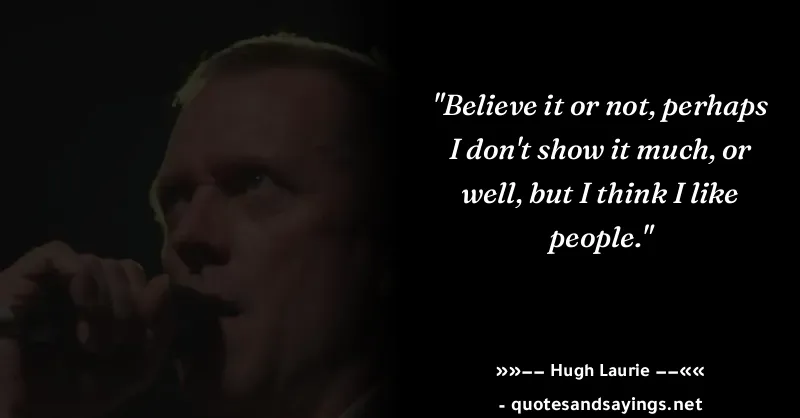 "Believe it or not, perhaps
I don't show it much, or
well, but I think I like
people."
»»–– Hugh Laurie ––««
- quotesandsayings.net